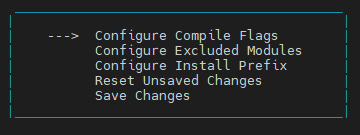 ---> Configure Compile Flags
Configure Excluded Modules
Configure Install Prefix
Reset Unsaved Changes
Save Changes